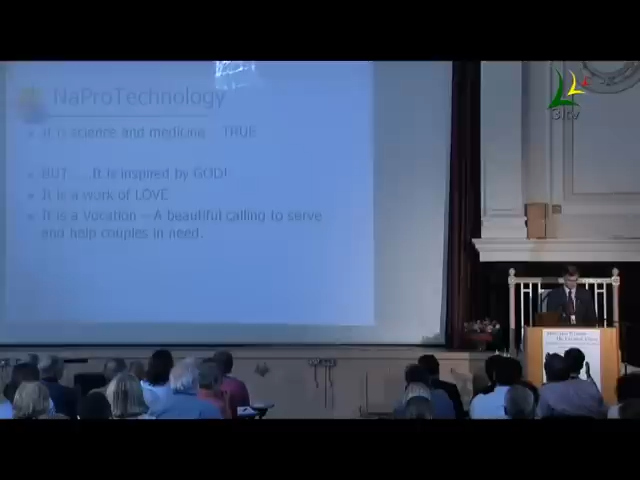 NaProTechnology
It is science and medicine - TRUE
BUT .... It is inspired by GOD!
It is a work of LOVE
It is a Vocation – A beautiful calling to serve
and help couples in need.
3ltv